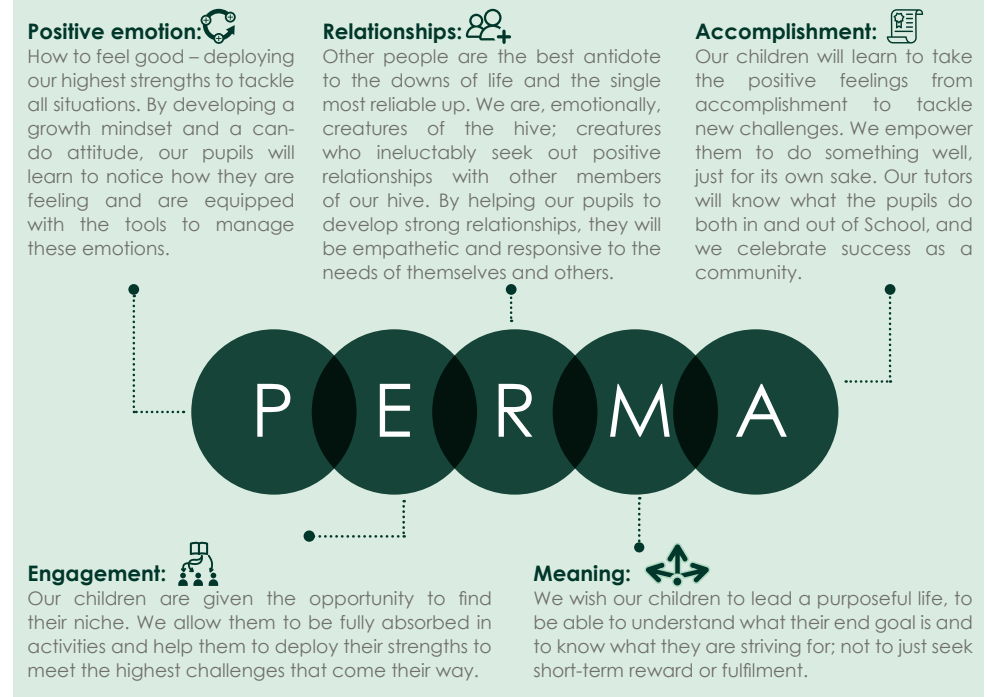 Positive emotion:
How to feel good – deploying
our highest strengths to tackle
all situations. By developing a
growth mindset and a can-
do attitude, our pupils will
learn to notice how they are
feeling and are equipped
with the tools to manage
these emotions.
Relationships:
Other people are the best antidote
to the downs of life and the single
most reliable up. We are, emotionally,
creatures of the hive; creatures
who ineluctably seek out positive
relationships with other members
of our hive. By helping our pupils to
develop strong relationships, they will
be empathetic and responsive to the
needs of themselves and others.
Accomplishment:
Our children will learn to take
the positive feelings from
accomplishment to tackle
new challenges. We empower
them to do something well,
just for its own sake. Our tutors
will know what the pupils do
both in and out of School, and
we celebrate success as a
community.
P E R M A
Engagement:
Our children are given the opportunity to find
their niche. We allow them to be fully absorbed in
activities and help them to deploy their strengths to
meet the highest challenges that come their way.
Meaning:
We wish our children to lead a purposeful life, to
be able to understand what their end goal is and
to know what they are striving for; not to just seek
short-term reward or fulfilment.